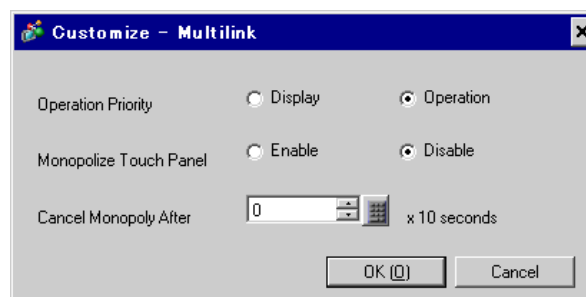 Customize - Multilink
Operation Priority Display Operation
Monopolize Touch Panel Enable Disable
Cancel Monopoly After 0 x 10 seconds
OK (O) Cancel